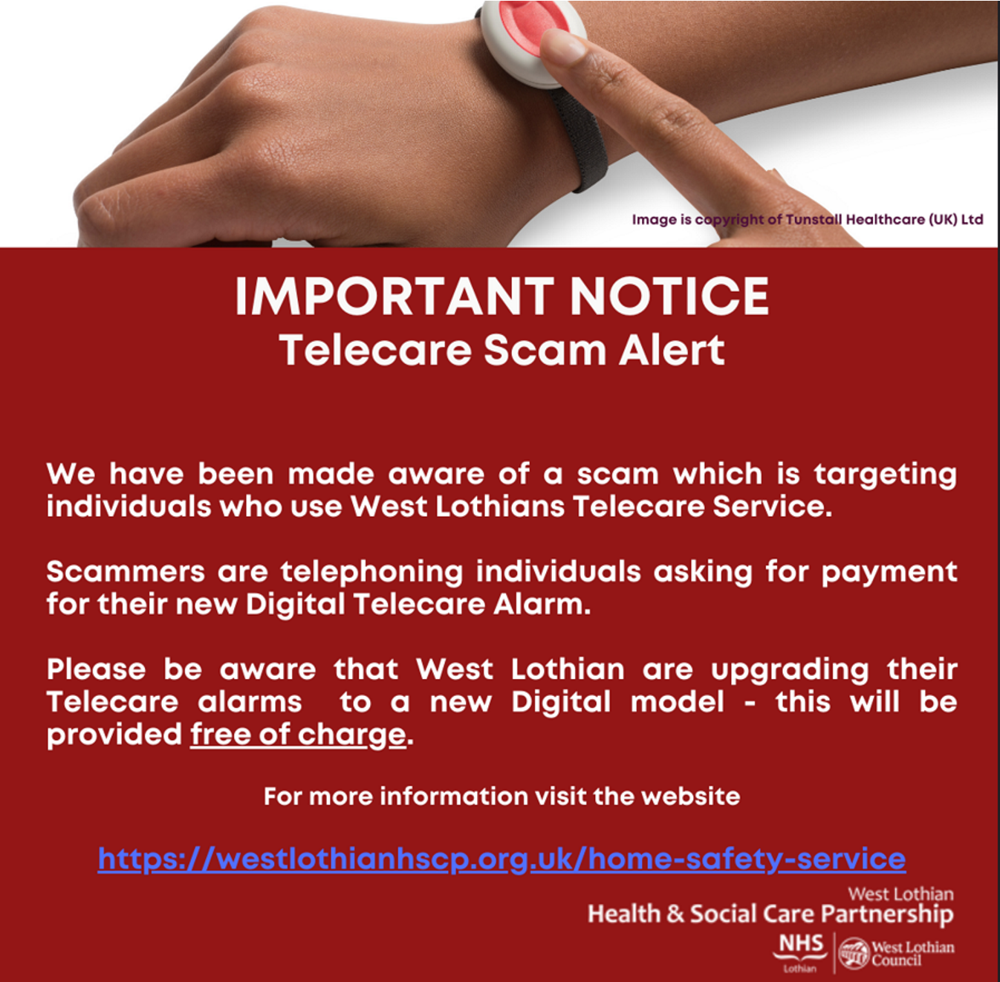 Image is copyright of Tunstall Healthcare (UK) Ltd
IMPORTANT NOTICE
Telecare Scam Alert
We have been made aware of a scam which is targeting
individuals who use West Lothians Telecare Service.
Scammers are telephoning individuals asking for payment
for their new Digital Telecare Alarm.
Please be aware that West Lothian are upgrading their
Telecare alarms to a new Digital model - this will be
provided free of charge.
For more information visit the website
https://westlothianhscp.org.uk/home-safety-service
West Lothian
Health & Social Care Partnership
NHS
Lothian
West Lothian
Council